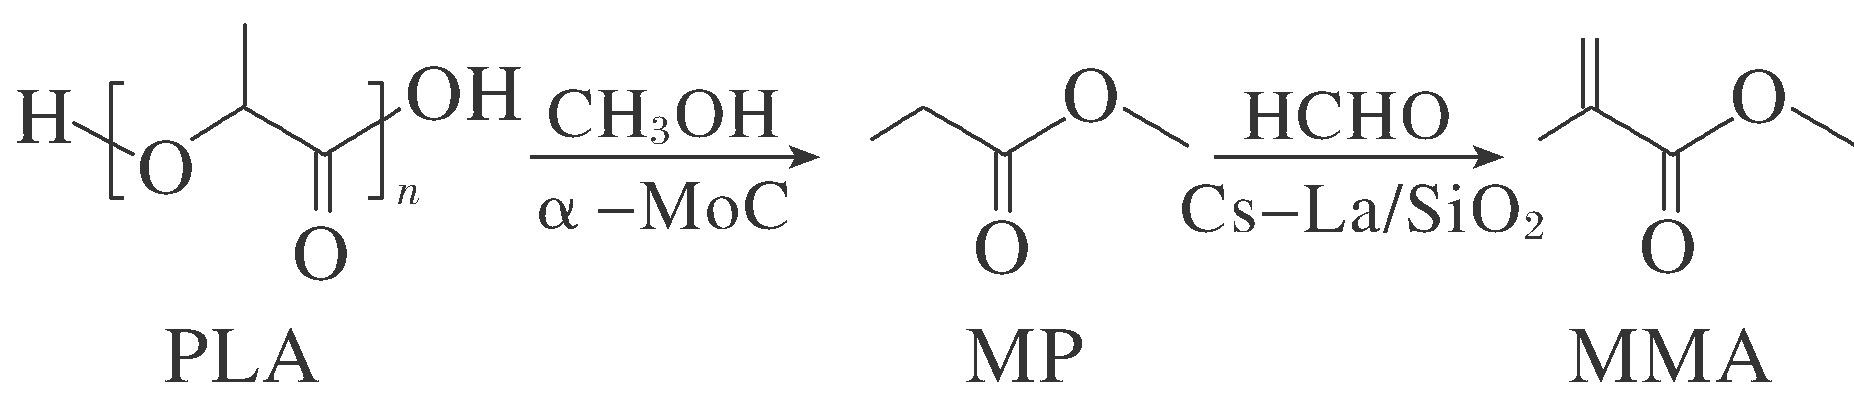 H O O OH n
CH₃OH
α –MoC
O O
HCHO
Cs–La/SiO₂
O O
PLA MP MMA